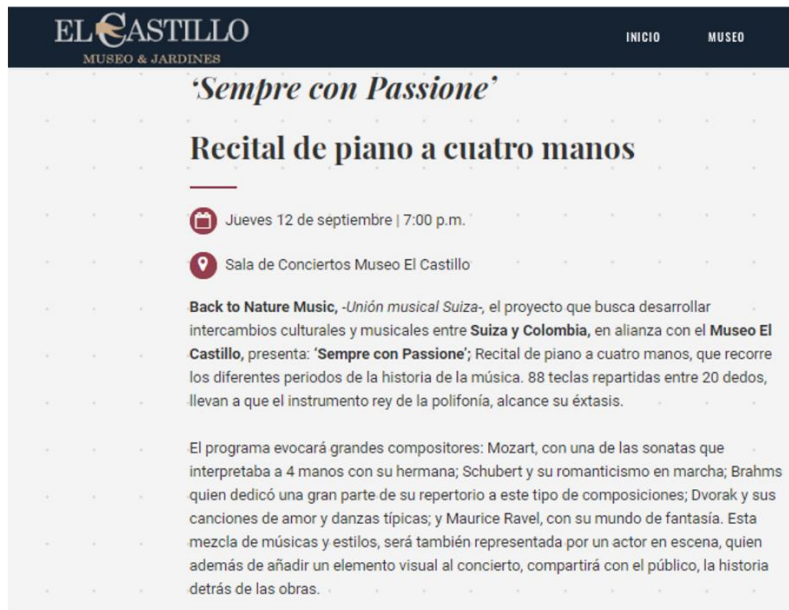 EL CASTILLO
MUSEO & JARDINES
INICIO MUSEO
‘Sempre con Passione’
Recital de piano a cuatro manos
Jueves 12 de septiembre | 7:00 p.m.
Sala de Conciertos Museo El Castillo
Back to Nature Music, -Unión musical Suiza-, el proyecto que busca desarrollar
intercambios culturales y musicales entre Suiza y Colombia, en alianza con el Museo El
Castillo, presenta: ‘Sempre con Passione’; Recital de piano a cuatro manos, que recorre
los diferentes periodos de la historia de la música. 88 teclas repartidas entre 20 dedos,
llevan a que el instrumento rey de la polifonía, alcance su éxtasis.
El programa evocará grandes compositores: Mozart, con una de las sonatas que
interpretaba a 4 manos con su hermana; Schubert y su romanticismo en marcha; Brahms
quien dedicó una gran parte de su repertorio a este tipo de composiciones; Dvorak y sus
canciones de amor y danzas típicas; y Maurice Ravel, con su mundo de fantasía. Esta
mezcla de músicas y estilos, será también representada por un actor en escena, quien
además de añadir un elemento visual al concierto, compartirá con el público, la historia
detrás de las obras.